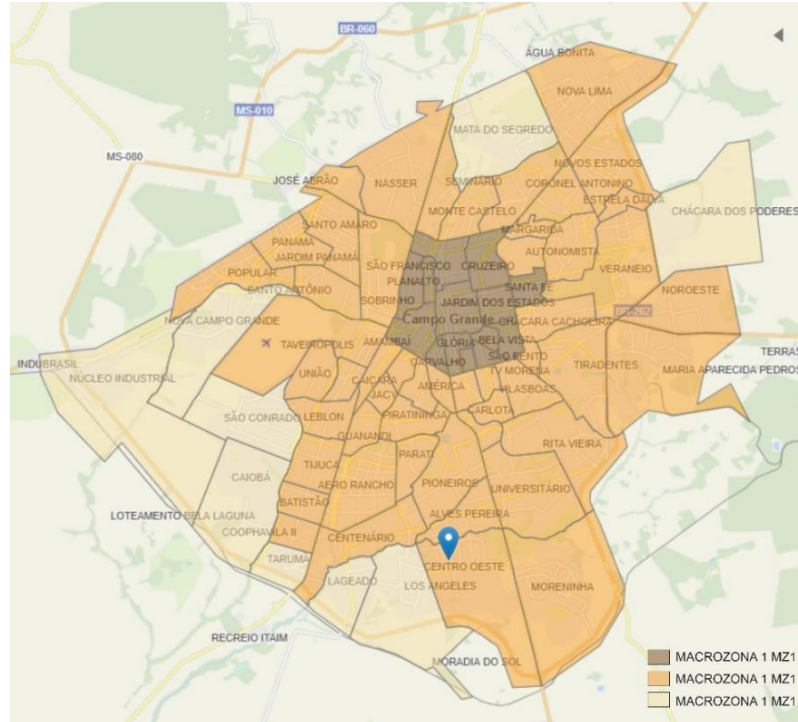 BR-060
ÁGUA BONITA
NOVA LIMA
MS-010
MATA DO SEGREDO
MS-080
JOSÉ ABRÃO
NASSER
SEMINÁRIO
NOVOS ESTADOS
CORONEL ANTONINO
ESTRELA DALVA
MONTE CASTELO
CHÁCARA DOS PODERES
SANTO AMARO
MARGARIDA
PANAMÁ
JARDIM PANAMÁ
AUTONOMISTA
SÃO FRANCISCO
CRUZEIRO
VERANEIO
POPULAR
PLANALTO
SANTO ANTÔNIO
SANTA FÉ
NOROESTE
SOBRINHO
JARDIM DOS ESTADOS
NOVA CAMPO GRANDE
Campo Grande
CHÁCARA CACHOEIRA
TAVEIRÓPOLIS
AMAMBAÍ
GLÓRIA
BELA VISTA
TERRAS
INDUBRASIL
CARVALHO
SÃO BENTO
TIRADENTES
MARIA APARECIDA PEDROS
NÚCLEO INDUSTRIAL
UNIÃO
CAIÇARA
TV MORENA
AMÉRICA
VILASBOAS
JACY
SÃO CONRADO
LEBLON
PIRATININGA
CARLOTA
GUANANDI
RITA VIEIRA
TIJUCA
PARATI
CAIOBÁ
AERO RANCHO
PIONEIROS
UNIVERSITÁRIO
BATISTÃO
LOTEAMENTO BELA LAGUNA
ALVES PEREIRA
COOPHAVILA II
CENTENÁRIO
TARUMÃ
CENTRO OESTE
LAGEADO
LOS ANGELES
MORENINHA
RECREIO ITAIM
MORADIA DO SOL
MACROZONA 1 MZ1
MACROZONA 1 MZ1
MACROZONA 1 MZ1